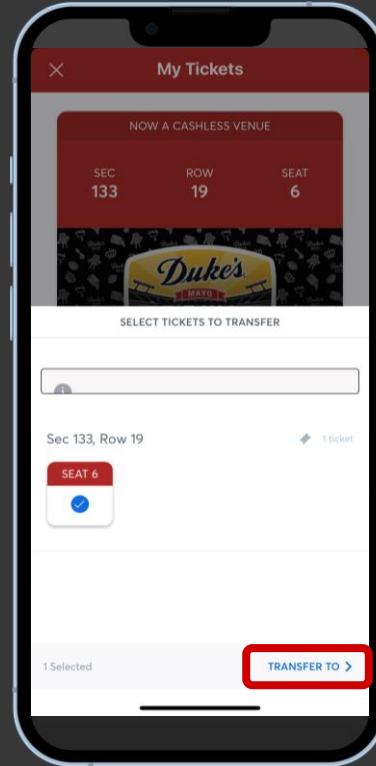 My Tickets
NOW A CASHLESS VENUE
SEC ROW SEAT
133 19 6
Duke's
MAYO
SELECT TICKETS TO TRANSFER
Sec 133, Row 19 1 ticket
SEAT 6
1 Selected TRANSFER TO >